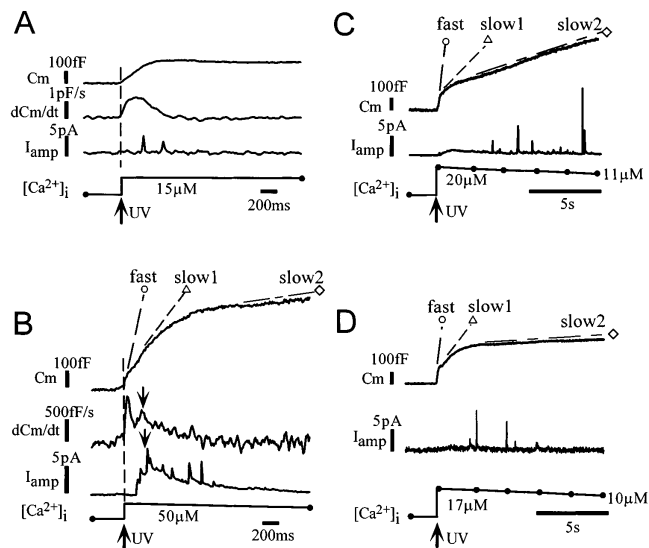 A
100fF
Cm
1pF/s
dCm/dt
5pA
Iamp
[Ca2+]i
15µM
UV
200ms
B
fast
slow1
slow2
100fF
Cm
500fF/s
dCm/dt
5pA
Iamp
[Ca2+]i
50µM
UV
200ms
C
fast
slow1
slow2
100fF
Cm
5pA
Iamp
[Ca2+]i
20µM
11µM
UV
5s
D
fast
slow1
slow2
100fF
Cm
5pA
Iamp
[Ca2+]i
17µM
10µM
UV
5s